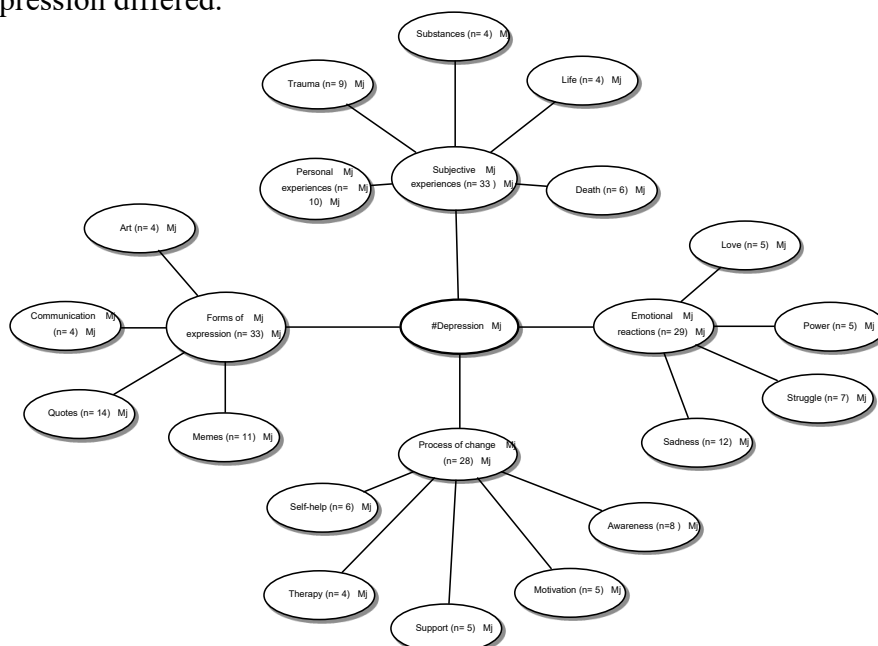 pression differed.
Substances (n= 4) Mj
Trauma (n= 9) Mj
Life (n= 4) Mj
Personal Mj
experiences (n= Mj
10) Mj
Subjective Mj
experiences (n= 33 ) Mj
Death (n= 6) Mj
Art (n= 4) Mj
Love (n= 5) Mj
Communication Mj
(n= 4) Mj
Forms of Mj
expression (n= 33) Mj
#Depression Mj
Emotional Mj
reactions (n= 29) Mj
Power (n= 5) Mj
Quotes (n= 14) Mj
Memes (n= 11) Mj
Struggle (n= 7) Mj
Sadness (n= 12) Mj
Process of change Mj
(n= 28) Mj
Self-help (n= 6) Mj
Awareness (n=8 ) Mj
Therapy (n= 4) Mj
Motivation (n= 5) Mj
Support (n= 5) Mj